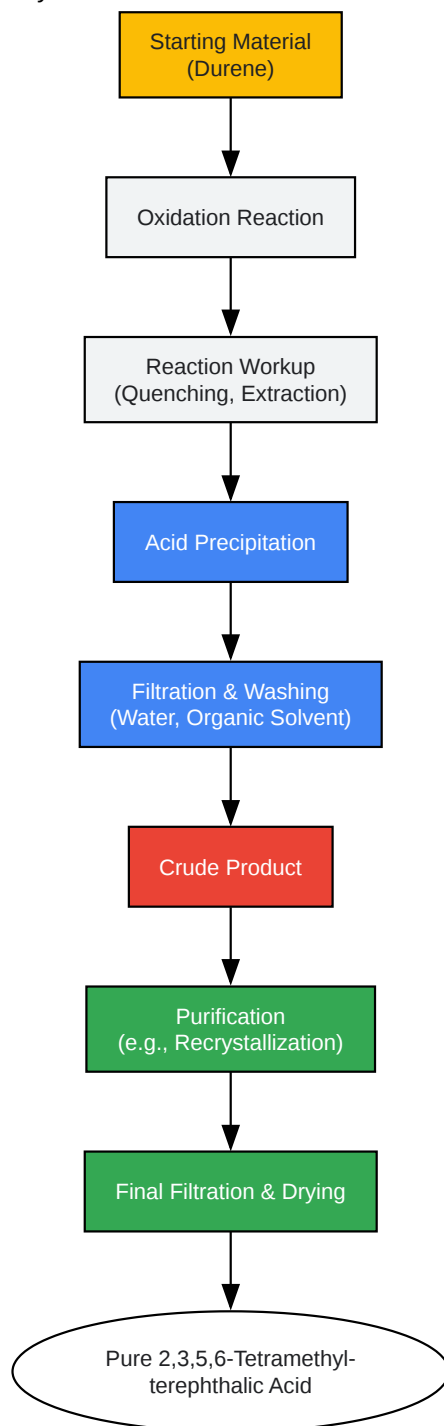 Starting Material
(Durene)
Oxidation Reaction
Reaction Workup
(Quenching, Extraction)
Acid Precipitation
Filtration & Washing
(Water, Organic Solvent)
Crude Product
Purification
(e.g., Recrystallization)
Final Filtration & Drying
Pure 2,3,5,6-Tetramethyl-
terephthalic Acid